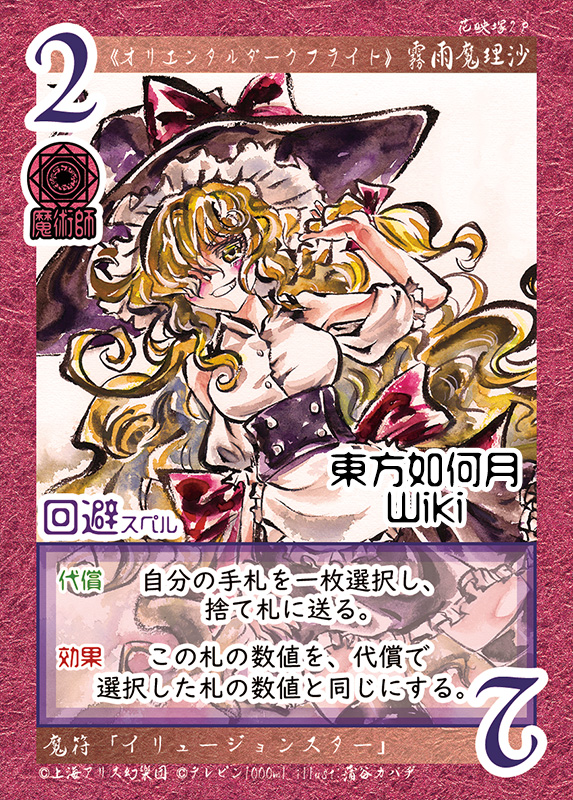 花映塚2P
2 《オリエンタルダークフライト》 霧雨魔理沙
魔術師
東方如何月
Wiki
回避スペル
代償 自分の手札を一枚選択し、
捨て札に送る。
効果 この札の数値を、代償で
選択した札の数値と同じにする。
2
魔符「イリュージョンスター」
©上海アリス幻樂団 ©テレピン1000ml illust:蒲谷カバヂ